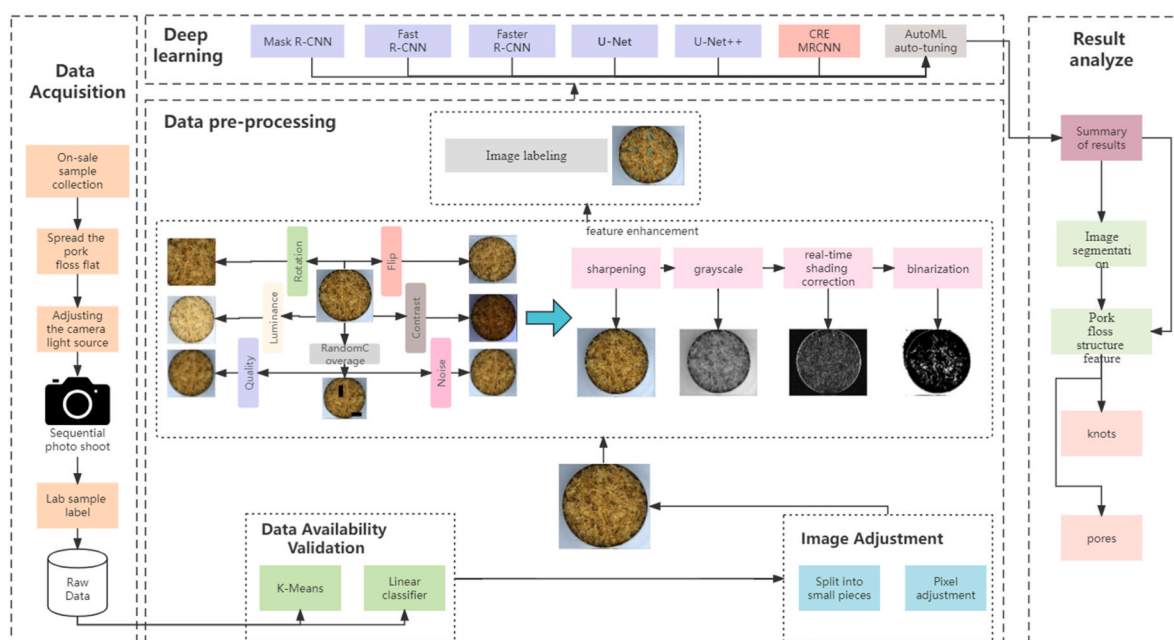 Data
Acquisition
On-sale
sample
collection
Spread the
pork
floss flat
Adjusting
the camera
light source
Sequential
photo shoot
Lab sample
label
Raw
Data
Deep
learning
Mask R-CNN
Fast
R-CNN
Faster
R-CNN
U-Net
U-Net++
CRE
MRCNN
AutoML
auto-tuning
Data pre-processing
Image labeling
feature enhancement
Rotation
Flip
Luminance
Contrast
RandomC
overage
Quality
Noise
sharpening
grayscale
real-time
shading
correction
binarization
Data Availability
Validation
K-Means
Linear
classifier
Image Adjustment
Split into
small pieces
Pixel
adjustment
Result
analyze
Summary
of results
Image
segmentati
on
Pork
floss
structure
feature
knots
pores